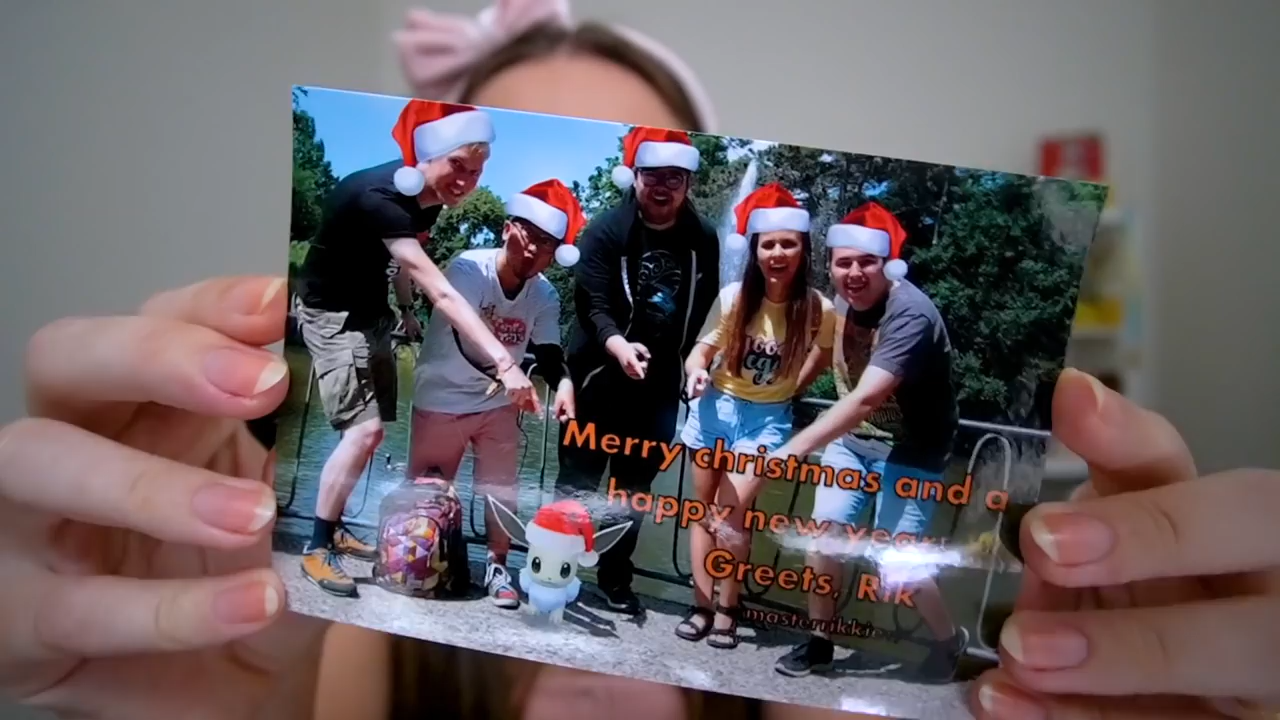 Merry christmas and a
happy new year!
Greets, Rik
masterrikkie